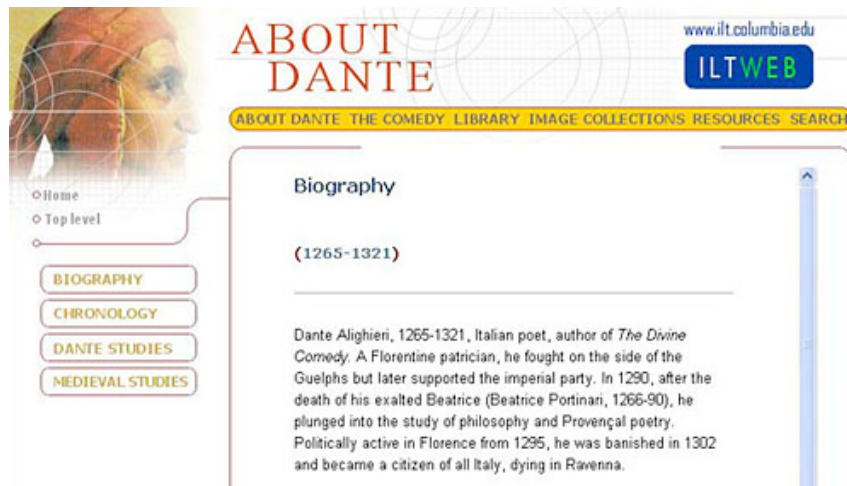 ABOUT
DANTE
www.ilt.columbia.edu
ILTWEB
ABOUT DANTE THE COMEDY LIBRARY IMAGE COLLECTIONS RESOURCES SEARCH
Home
Top level
BIOGRAPHY
CHRONOLOGY
DANTE STUDIES
MEDIEVAL STUDIES
Biography
(1265-1321)
Dante Alighieri, 1265-1321, Italian poet, author of The Divine
Comedy. A Florentine patrician, he fought on the side of the
Guelphs but later supported the imperial party. In 1290, after the
death of his exalted Beatrice (Beatrice Portinari, 1266-90), he
plunged into the study of philosophy and Provençal poetry.
Politically active in Florence from 1295, he was banished in 1302
and became a citizen of all Italy, dying in Ravenna.